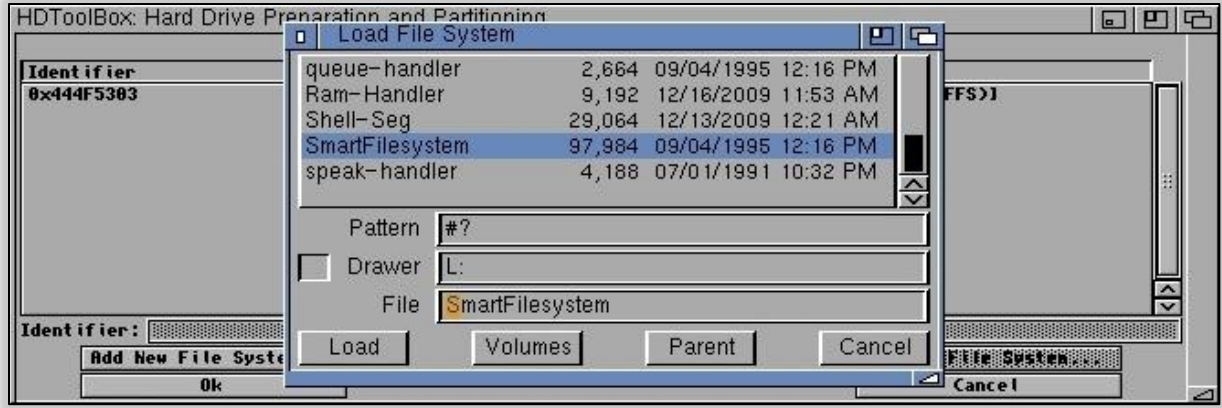 HDToolBox: Hard Drive Preparation and Partitioning
Load File System
Identifier
0x444F5303
FFS)]
queue-handler 2,664 09/04/1995 12:16 PM
Ram-Handler 9,192 12/16/2009 11:53 AM
Shell-Seg 29,064 12/13/2009 12:21 AM
SmartFilesystem 97,984 09/04/1995 12:16 PM
speak-handler 4,188 07/01/1991 10:32 PM
Pattern #?
Drawer L:
File SmartFilesystem
Identifier:
Load Volumes Parent Cancel
Add New File Syste
File System...
Ok Cancel